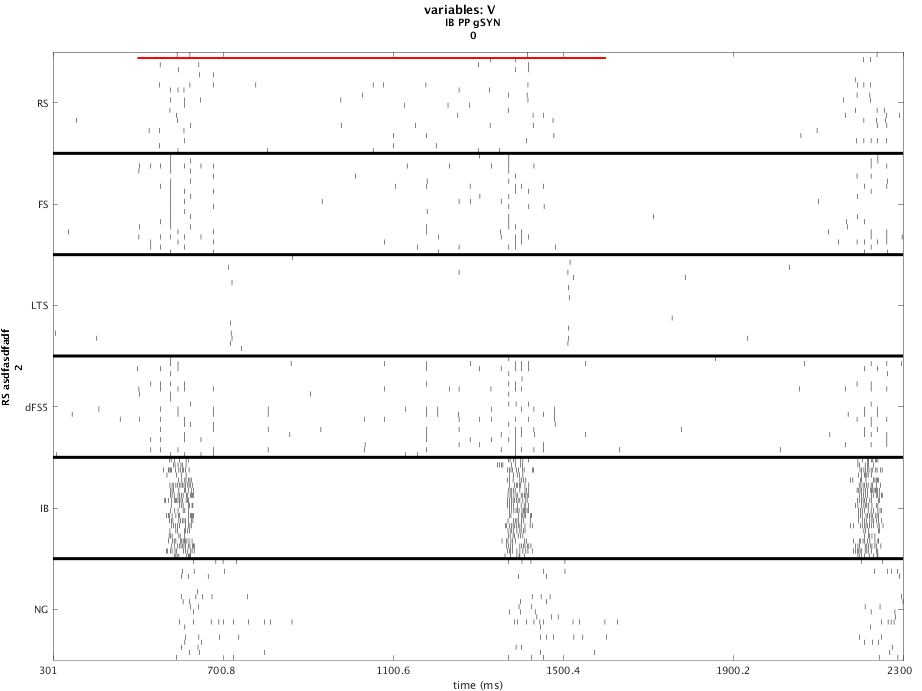 variables: V
IB PP gSYN
0
RS
FS
LTS
RS asdfasdfadf
2
dFS5
IB
NG
301
700.8
1100.6
1500.4
1900.2
2300
time (ms)